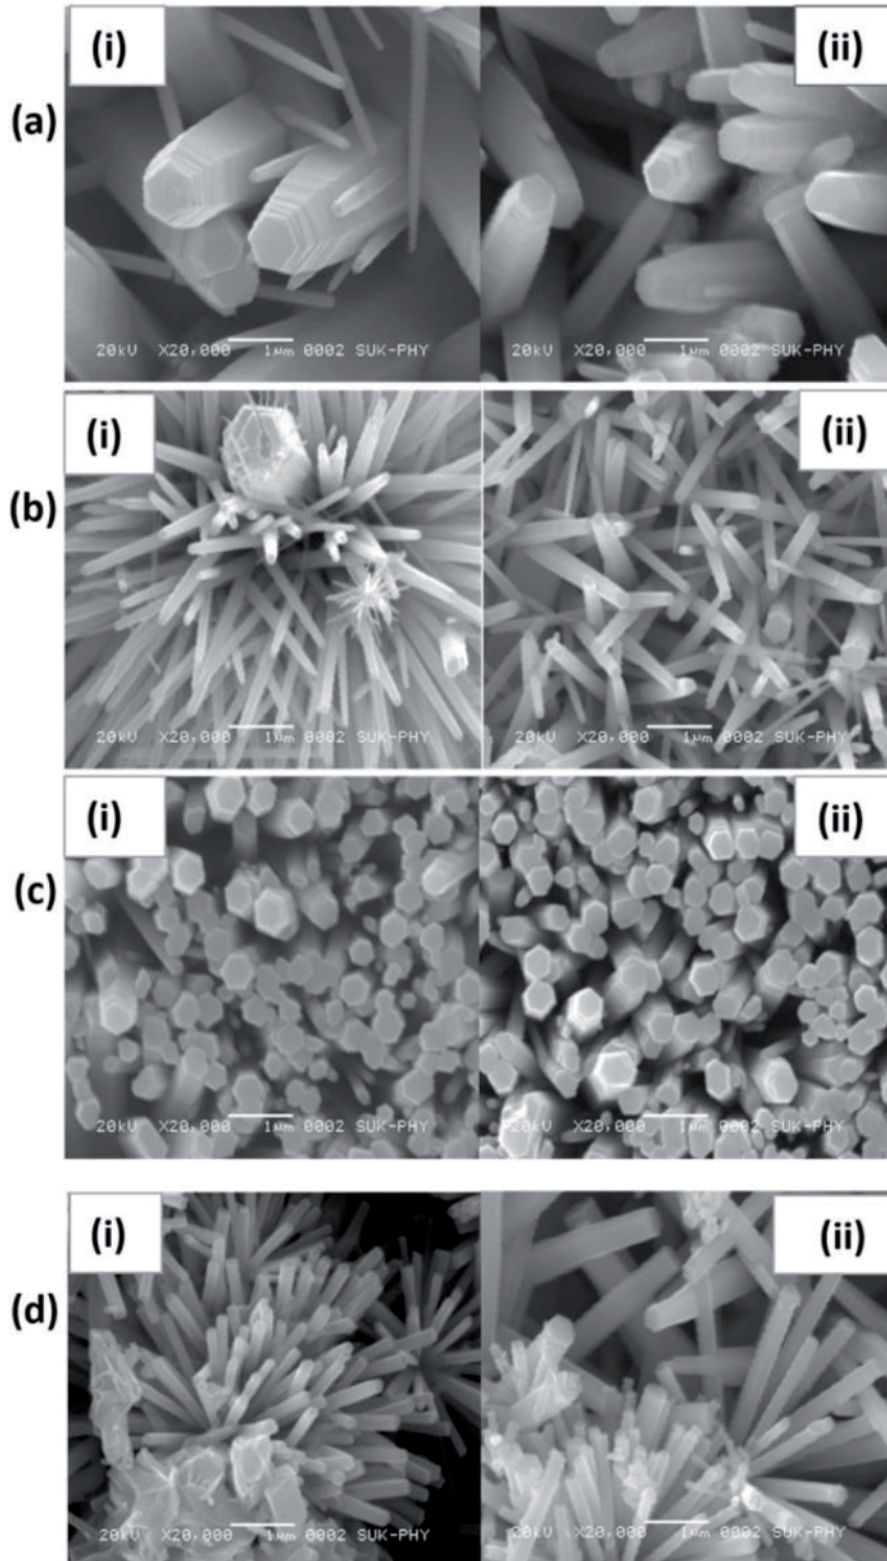 (i) (ii)
(a)
20kV X20,000 1µm 0002 SUK-PHY 20kV X20,000 1µm 0002 SUK-PHY
(i) (ii)
(b)
20kV X20,000 1µm 0002 SUK-PHY 20kV X20,000 1µm 0002 SUK-PHY
(i) (ii)
(c)
20kV X20,000 1µm 0002 SUK-PHY 20kV X20,000 1µm 0002 SUK-PHY
(i) (ii)
(d)
20kV X20,000 1µm 0002 SUK-PHY 20kV X20,000 1µm 0002 SUK-PHY